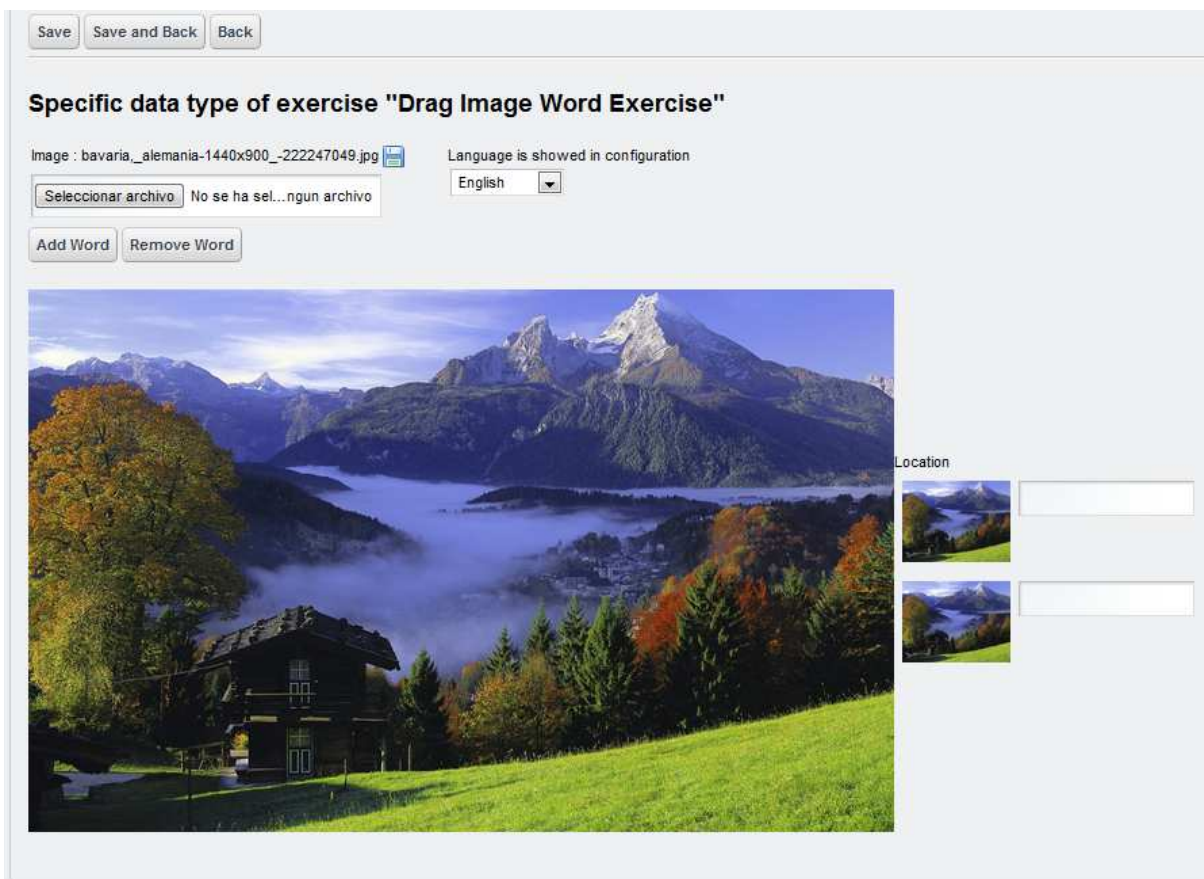 Save Save and Back Back
Specific data type of exercise "Drag Image Word Exercise"
Image : bavaria,_alemania-1440x900_-222247049.jpg
Language is showed in configuration
Seleccionar archivo No se ha sel...ngun archivo
English
Add Word Remove Word
Location